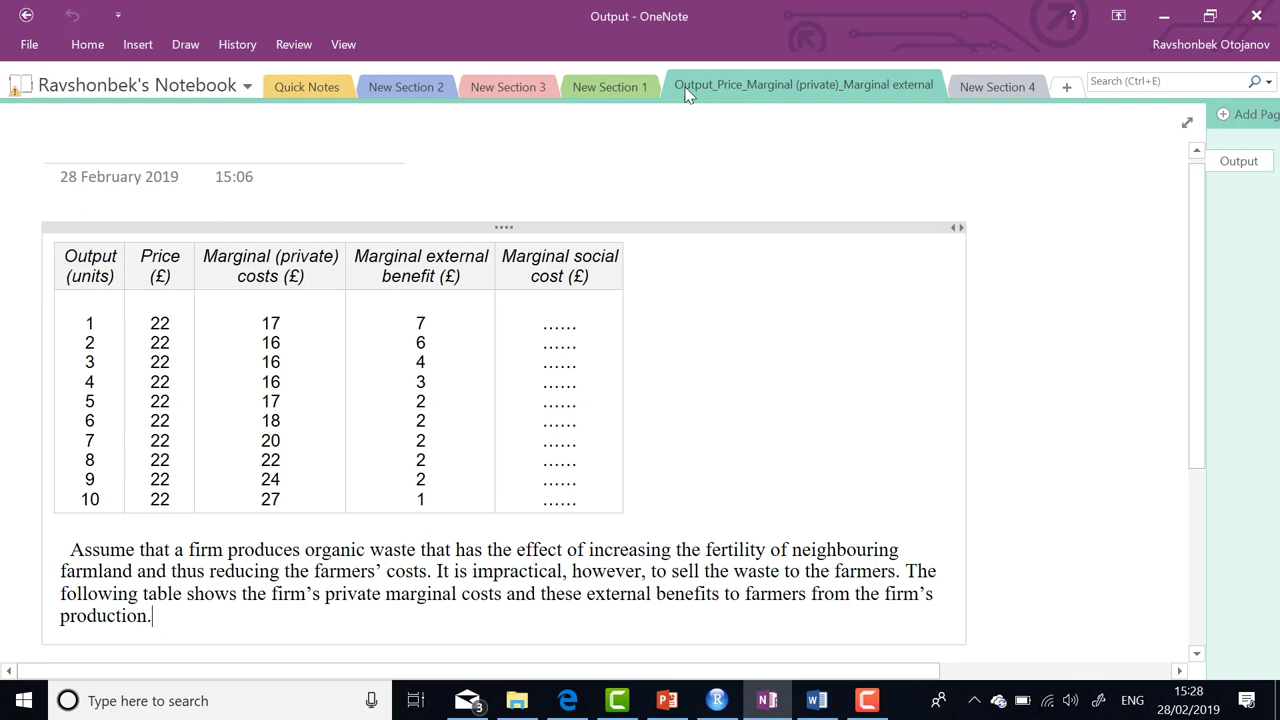 Output - OneNote
?
File Home Insert Draw History Review View
Ravshonbek Otojanov
Ravshonbek's Notebook
Quick Notes
New Section 2
New Section 3
New Section 1
Output_Price_Marginal (private)_Marginal external
New Section 4
+
Search (Ctrl+E)
Add Pag
Output
28 February 2019 15:06
Output Price Marginal (private) Marginal external Marginal social
(units) (£) costs (£) benefit (£) cost (£)
1 22 17 7 ......
2 22 16 6 ......
3 22 16 4 ......
4 22 16 3 ......
5 22 17 2 ......
6 22 18 2 ......
7 22 20 2 ......
8 22 22 2 ......
9 22 24 2 ......
10 22 27 1 ......
Assume that a firm produces organic waste that has the effect of increasing the fertility of neighbouring
farmland and thus reducing the farmers' costs. It is impractical, however, to sell the waste to the farmers. The
following table shows the firm's private marginal costs and these external benefits to farmers from the firm's
production.
Type here to search
3
ENG
15:28
28/02/2019